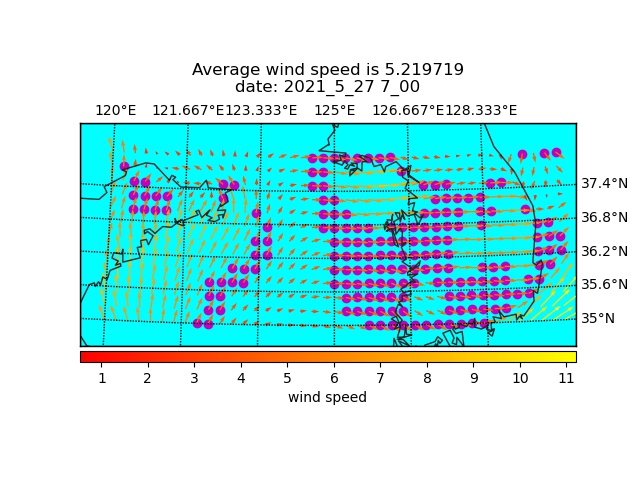 Average wind speed is 5.219719
date: 2021_5_27 7_00
120°E 121.667°E 123.333°E 125°E 126.667°E 128.333°E
37.4°N
36.8°N
36.2°N
35.6°N
35°N
1 2 3 4 5 6 7 8 9 10 11
wind speed